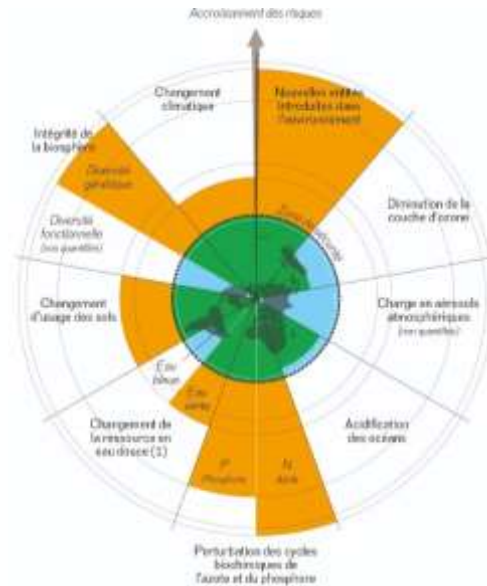 Accroissement des risques
Changement
climatique
Nouvelles entités
introduites dans
l'environnement
Intégrité de
la biosphère
Diversité
génétique
Diversité
fonctionnelle
(non quantifiés)
Diminution de la
couche d'ozone
Changement
d'usage des sols
Charge en aérosols
atmosphériques
(non quantifiés)
Eau
bleue
Eau
verte
Changement de
la ressource en
eau douce (1)
Acidification
des océans
P
Phosphore
N
Azote
Perturbation des cycles
biochimiques de
l'azote et du phosphore